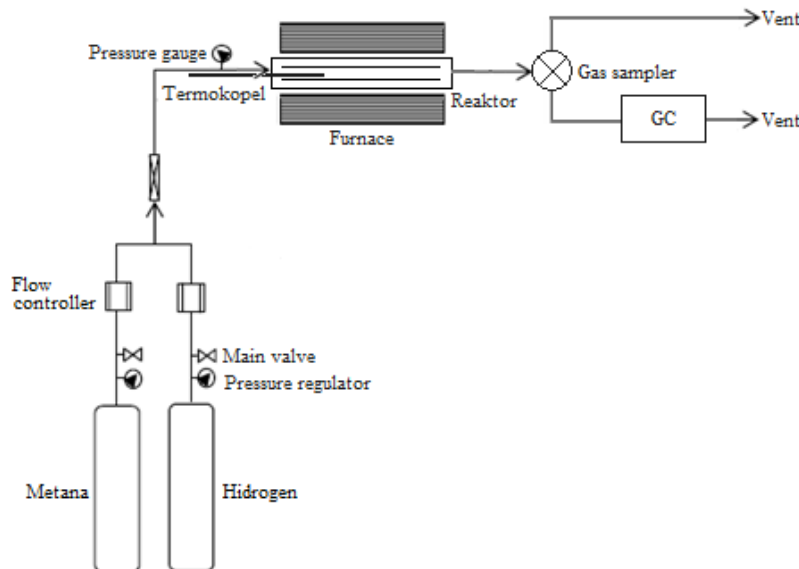 Vent
Pressure gauge
Gas sampler
Termokopel
Reaktor
GC
Vent
Furnace
Flow
controller
Main valve
Pressure regulator
Metana
Hidrogen